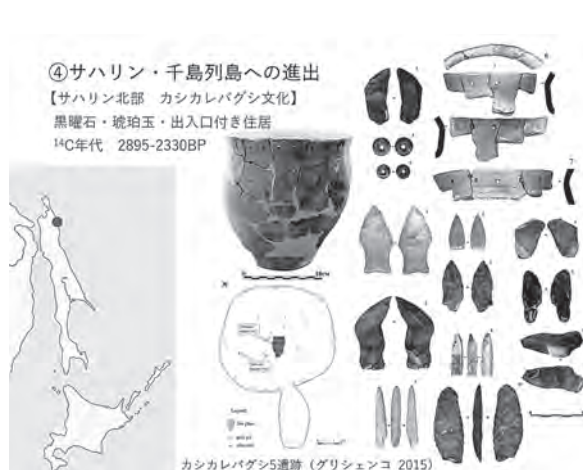 ④サハリン・千島列島への進出
【サハリン北部　カシカレバグシ文化】
黒曜石・琥珀玉・出入口付き住居
¹⁴C年代　2895-2330BP
カシカレバグシ5遺跡（グリシェンコ 2015）